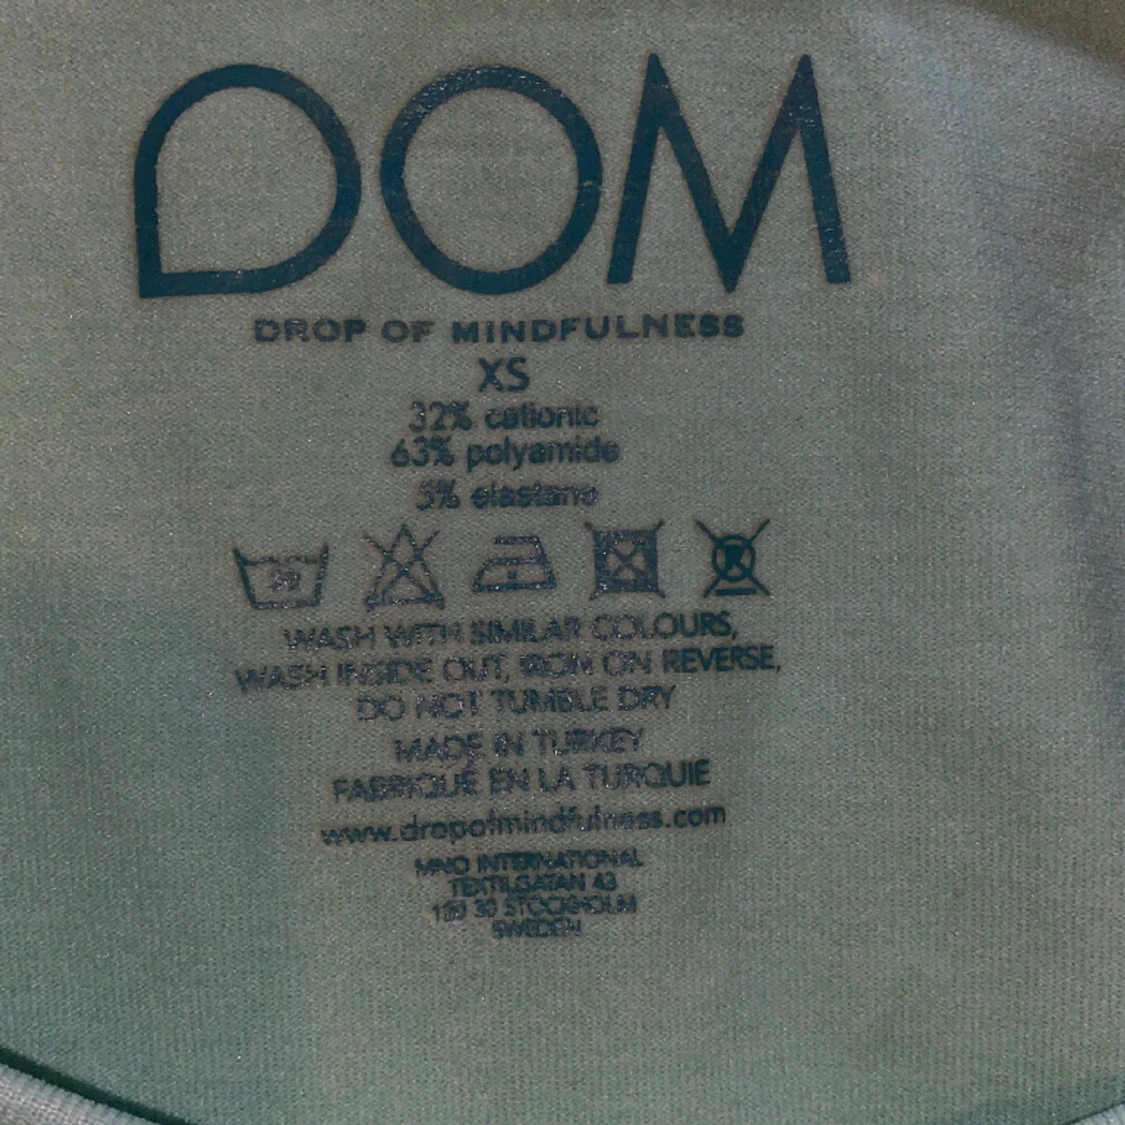 DOM
DROP OF MINDFULNESS
XS
32% cationic
63% polyamide
5% elastane
30
WASH WITH SIMILAR COLOURS,
WASH INSIDE OUT, IRON ON REVERSE,
DO NOT TUMBLE DRY
MADE IN TURKEY
FABRIQUÉ EN LA TURQUIE
www.dropofmindfulness.com
INTERNATIONAL
TEXTILGATAN 43
120 30 STOCKHOLM
SWEDEN